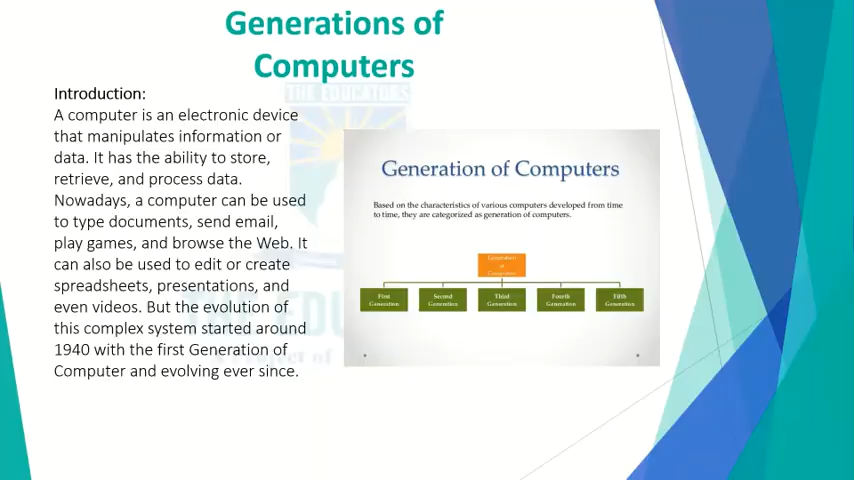 Generations of
Computers
Introduction:
A computer is an electronic device
that manipulates information or
data. It has the ability to store,
retrieve, and process data.
Nowadays, a computer can be used
to type documents, send email,
play games, and browse the Web. It
can also be used to edit or create
spreadsheets, presentations, and
even videos. But the evolution of
this complex system started around
1940 with the first Generation of
Computer and evolving ever since.
THE EDUCATORS
Generation of Computers
Based on the characteristics of various computers developed from time
to time, they are categorized as generation of computers.
Generation
of
Computers
First
Generation
Second
Generation
Third
Generation
Fourth
Generation
Fifth
Generation